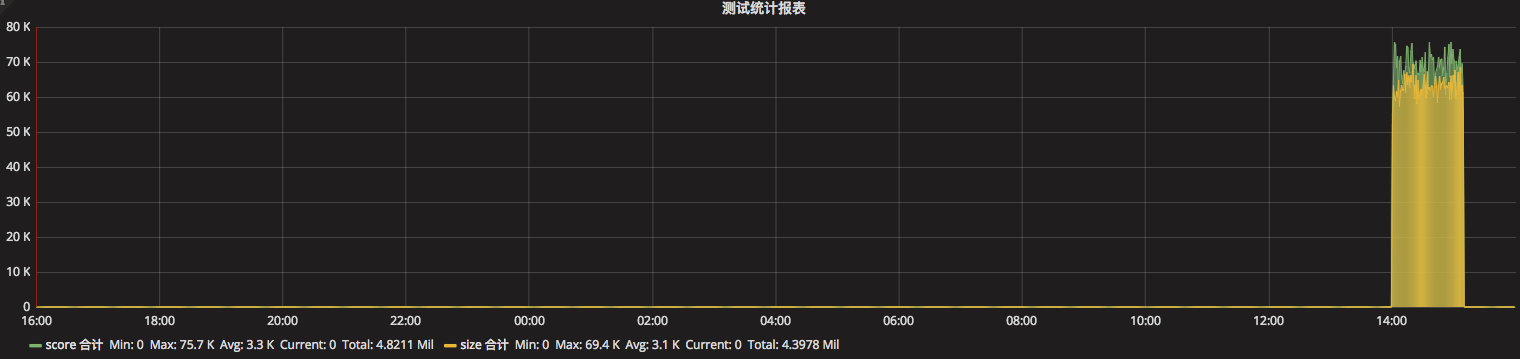 测试统计报表
80 K
70 K
60 K
50 K
40 K
30 K
20 K
10 K
0
16:00 18:00 20:00 22:00 00:00 02:00 04:00 06:00 08:00 10:00 12:00 14:00
score 合计 Min: 0 Max: 75.7 K Avg: 3.3 K Current: 0 Total: 4.8211 Mil size 合计 Min: 0 Max: 69.4 K Avg: 3.1 K Current: 0 Total: 4.3978 Mil